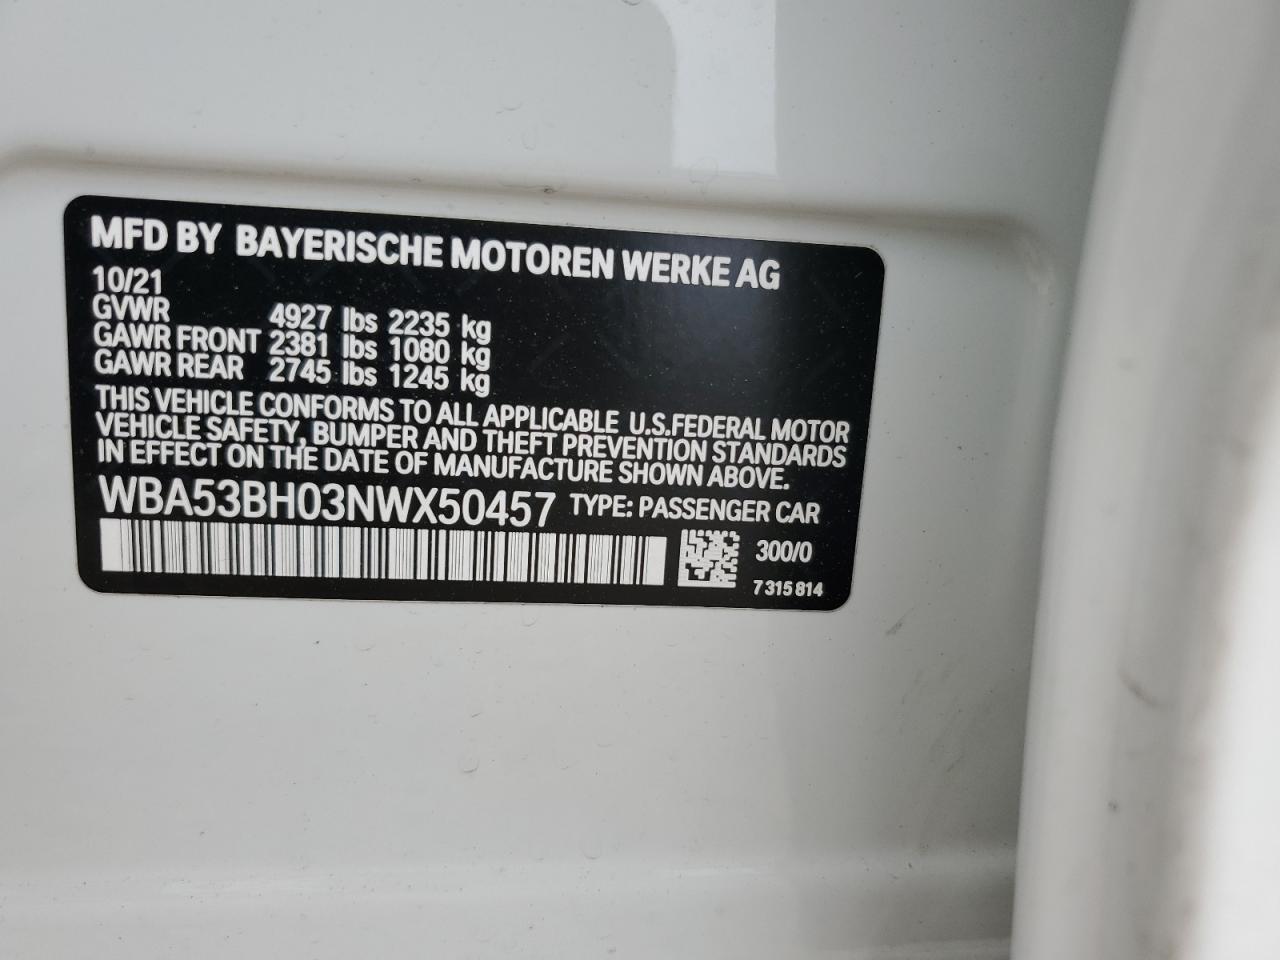 MFD BY BAYERISCHE MOTOREN WERKE AG
10/21
GVWR 4927 lbs 2235 kg
GAWR FRONT 2381 lbs 1080 kg
GAWR REAR 2745 lbs 1245 kg
THIS VEHICLE CONFORMS TO ALL APPLICABLE U.S.FEDERAL MOTOR
VEHICLE SAFETY, BUMPER AND THEFT PREVENTION STANDARDS
IN EFFECT ON THE DATE OF MANUFACTURE SHOWN ABOVE.
WBA53BH03NWX50457 TYPE: PASSENGER CAR
300/0
7 315 814